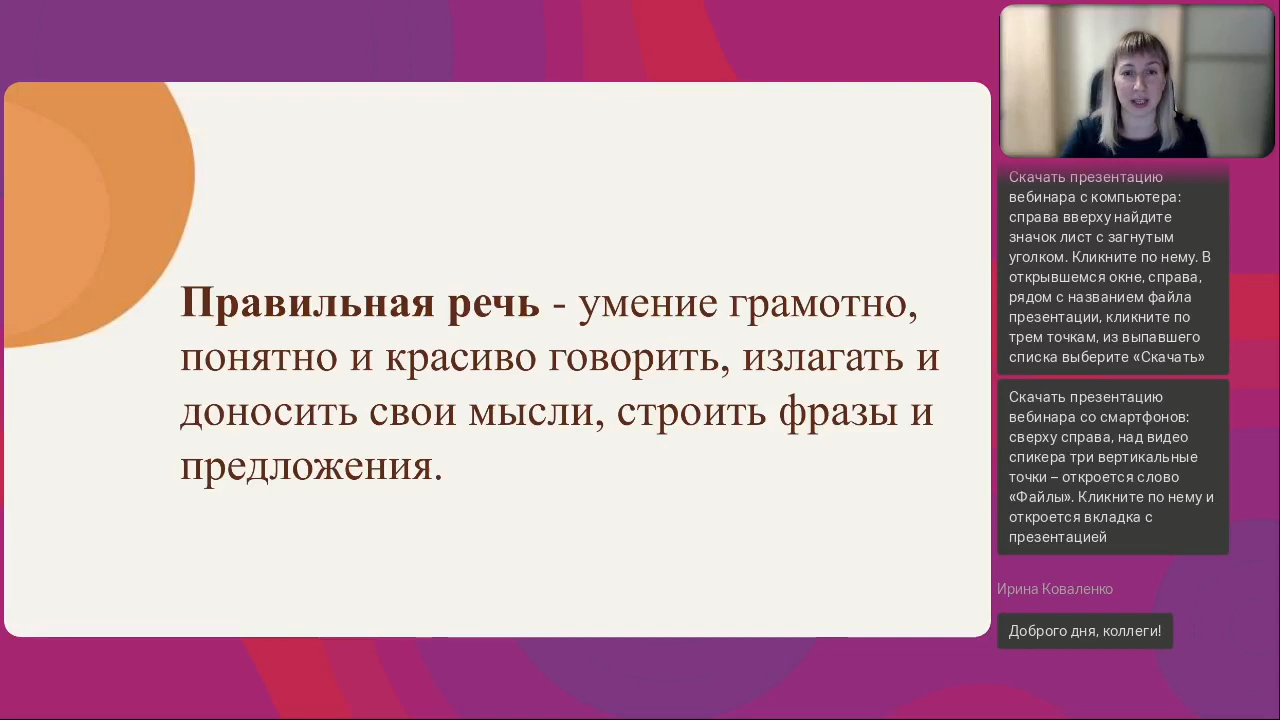 Правильная речь - умение грамотно,
понятно и красиво говорить, излагать и
доносить свои мысли, строить фразы и
предложения.
Скачать презентацию
вебинара с компьютера:
справа вверху найдите
значок лист с загнутым
уголком. Кликните по нему. В
открывшемся окне, справа,
рядом с названием файла
презентации, кликните по
трем точкам, из выпавшего
списка выберите «Скачать»
Скачать презентацию
вебинара со смартфонов:
сверху справа, над видео
спикера три вертикальные
точки – откроется слово
«Файлы». Кликните по нему и
откроется вкладка с
презентацией
Ирина Коваленко
Доброго дня, коллеги!